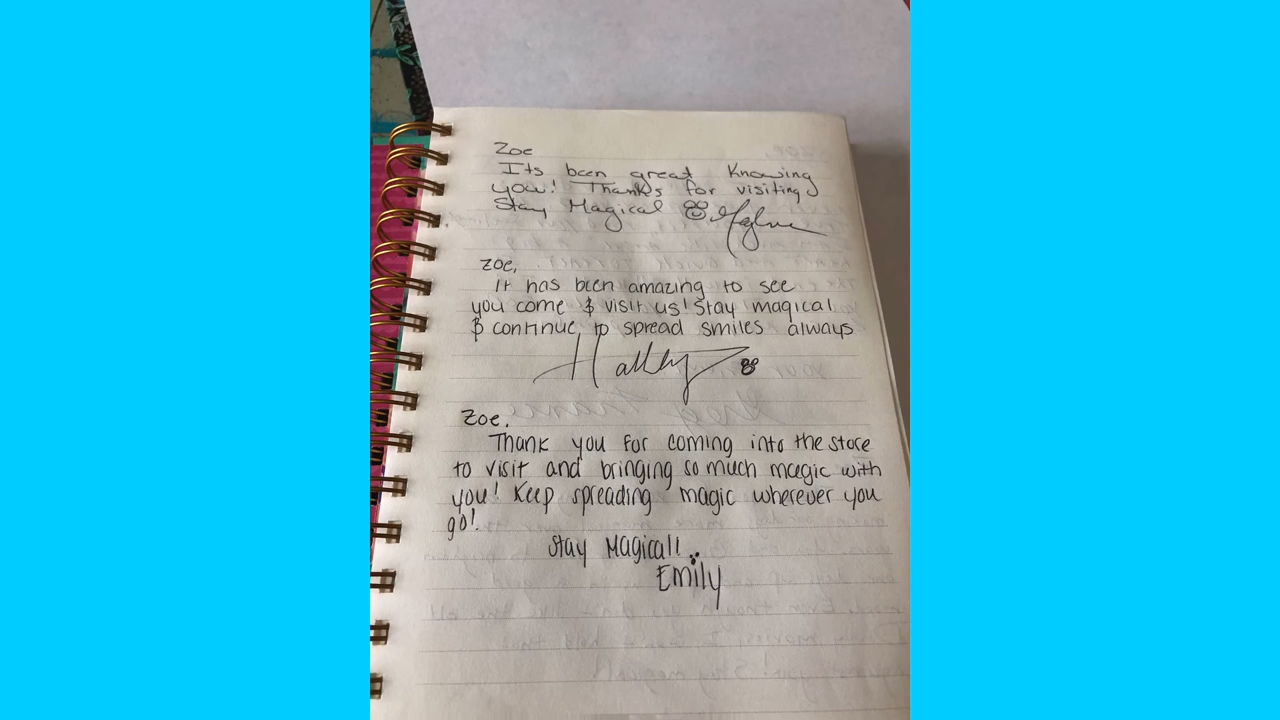 Zoe
Its been great knowing
you! Thanks for visiting
Stay Magical
Zoe,
It has been amazing to see
you come & visit us! Stay magical
& continue to spread smiles always
Zoe,
Thank you for coming into the store
to visit and bringing so much magic with
you! Keep spreading magic wherever you
go!
Stay Magical!
Emily